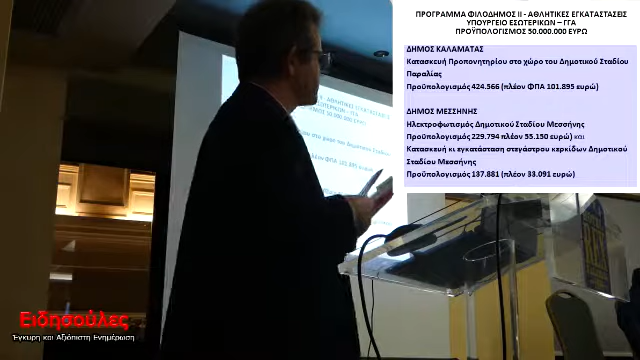 ΠΡΟΓΡΑΜΜΑ ΦΙΛΟΔΗΜΟΣ ΙΙ - ΑΘΛΗΤΙΚΕΣ ΕΓΚΑΤΑΣΤΑΣΕΙΣ
ΥΠΟΥΡΓΕΙΟ ΕΣΩΤΕΡΙΚΩΝ – ΓΓΑ
ΠΡΟΫΠΟΛΟΓΙΣΜΟΣ 50.000.000 ΕΥΡΩ
ΔΗΜΟΣ ΚΑΛΑΜΑΤΑΣ
Κατασκευή Προπονητηρίου στο χώρο του Δημοτικού Σταδίου
Παραλίας
Προϋπολογισμός 424.566 (πλέον ΦΠΑ 101.895 ευρώ)
ΔΗΜΟΣ ΜΕΣΣΗΝΗΣ
Ηλεκτροφωτισμός Δημοτικού Σταδίου Μεσσήνης
Προϋπολογισμός 229.794 πλέον 55.150 ευρώ) και
Κατασκευή κι εγκατάσταση στεγάστρου κερκίδων Δημοτικού
Σταδίου Μεσσήνης
Προϋπολογισμός 137.881 (πλέον 33.091 ευρώ)
Ειδησούλες
Έγκυρη και Αξιόπιστη Ενημέρωση